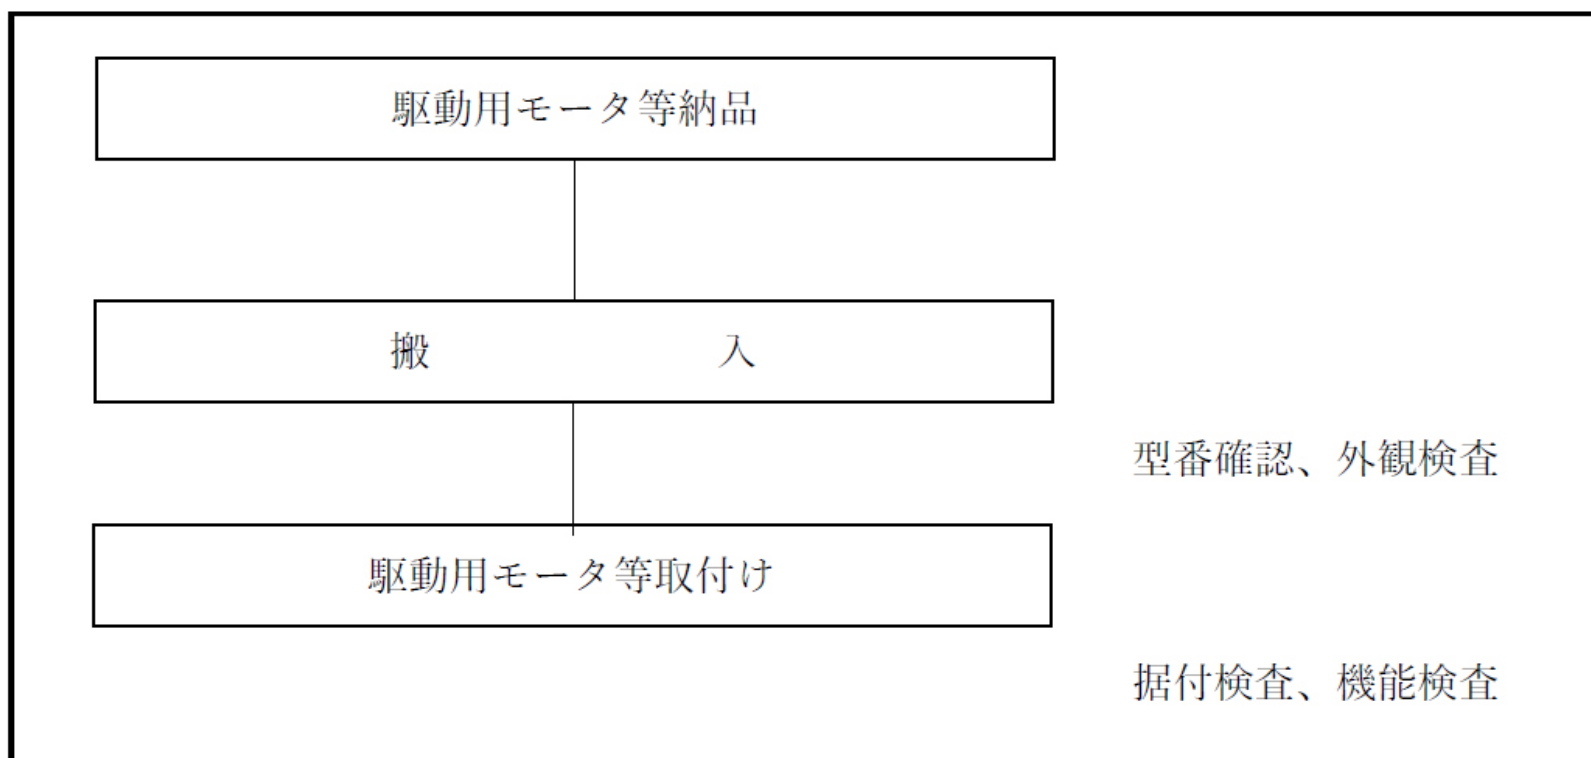 駆動用モータ等納品
搬　　　　　　　入
型番確認、外観検査
駆動用モータ等取付け
据付検査、機能検査